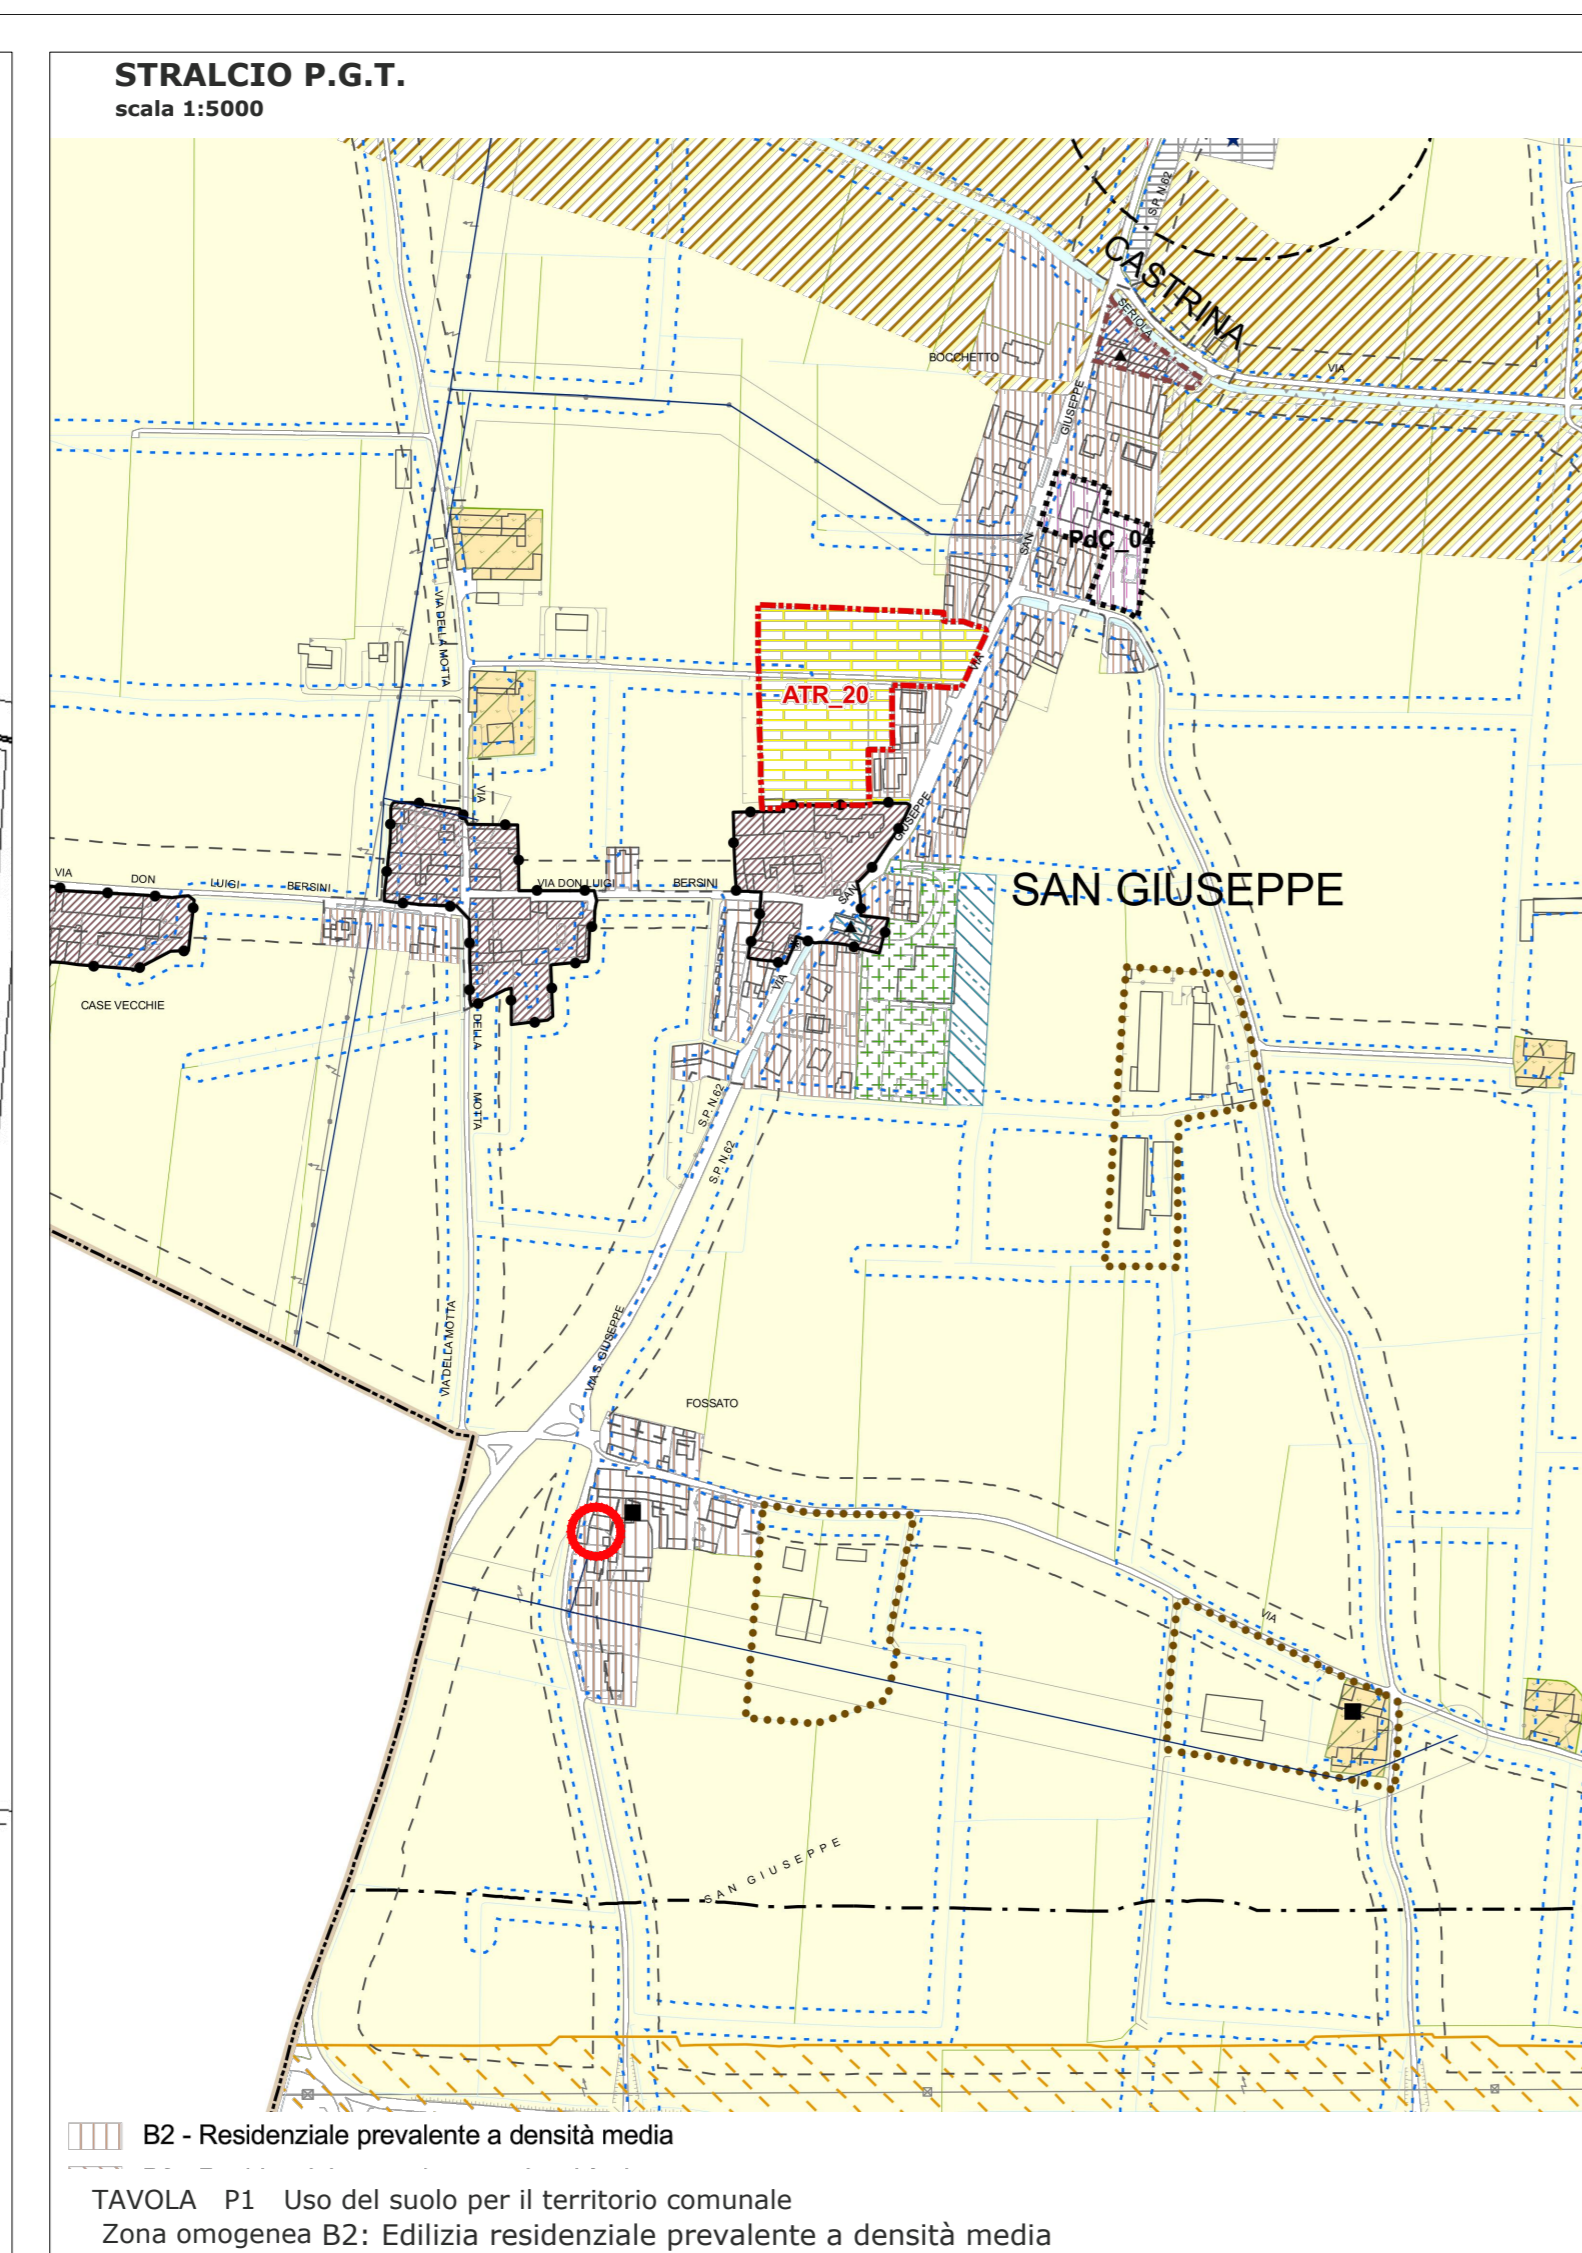 STRALCIO P.G.T.
scala 1:5000
S.P. N.62
CASTRINA
SERIOLA
BOCCHETTO
VIA
GIUSEPPE
SAN
PdC_04
VIA DELLA MOTTA
VIA
ATR_20
VIA
GIUSEPPE
SAN GIUSEPPE
VIA
DON
LUIGI
BERSINI
VIA DON LUIGI
BERSINI
SAN
VIA
CASE VECCHIE
DELLA
MOTTA
S.P. N.62
S.P. N.62
VIA DELLA MOTTA
VIA S. GIUSEPPE
FOSSATO
VIA
SAN GIUSEPPE
B2 - Residenziale prevalente a densità media
TAVOLA P1 Uso del suolo per il territorio comunale
Zona omogenea B2: Edilizia residenziale prevalente a densità media